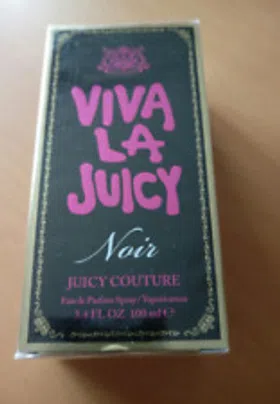 VIVA
LA
JUICY
Noir
JUICY COUTURE
Eau de Parfum Spray / Vaporisateur
3.4 FL OZ 100 ml ℮